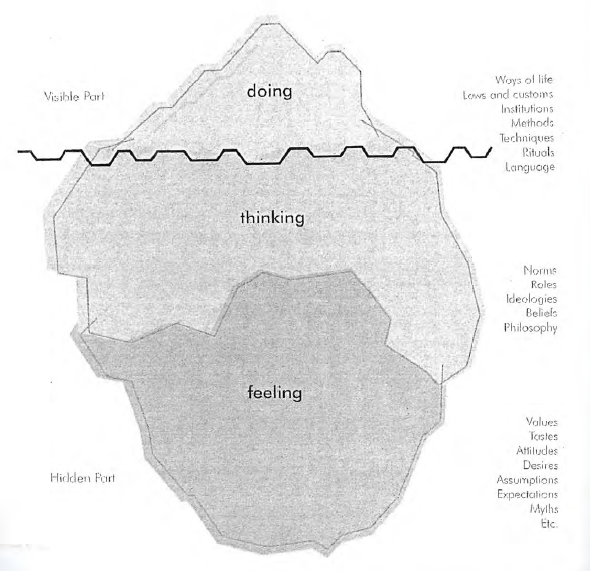 doing
Visible Part
Ways of life
Laws and customs
Institutions
Methods
Techniques
Rituals
Language
thinking
Norms
Roles
Ideologies
Beliefs
Philosophy
feeling
Values
Tastes
Attitudes
Desires
Assumptions
Expectations
Myths
Etc.
Hidden Part